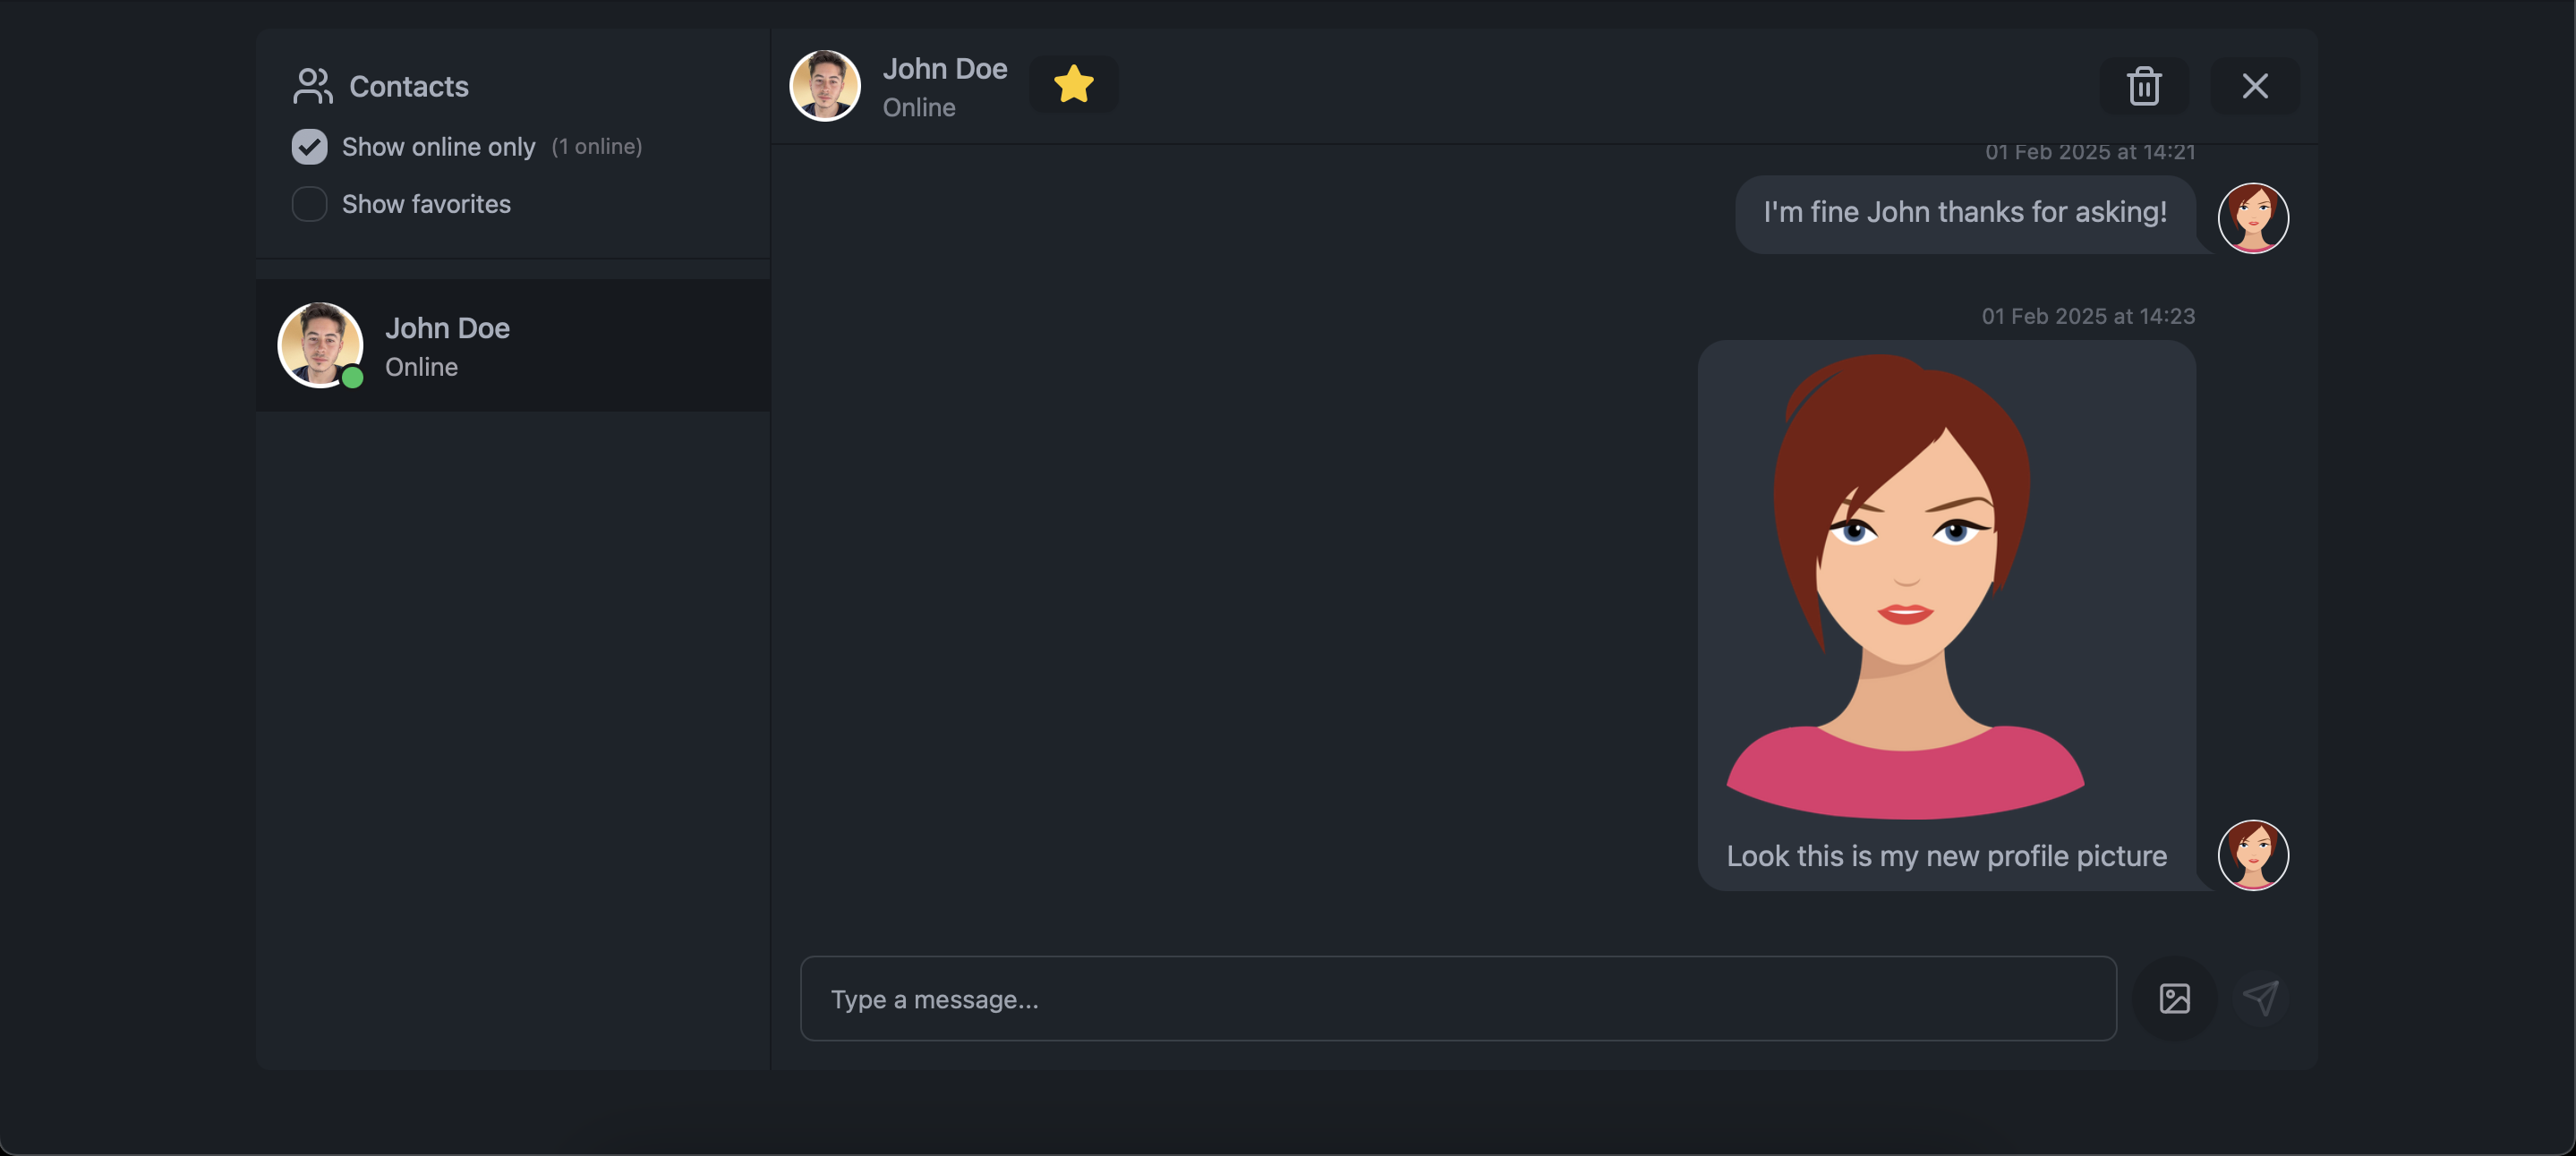 Contacts
Show online only (1 online)
Show favorites
John Doe
Online
John Doe
Online
01 Feb 2025 at 14:21
I'm fine John thanks for asking!
01 Feb 2025 at 14:23
Look this is my new profile picture
Type a message...